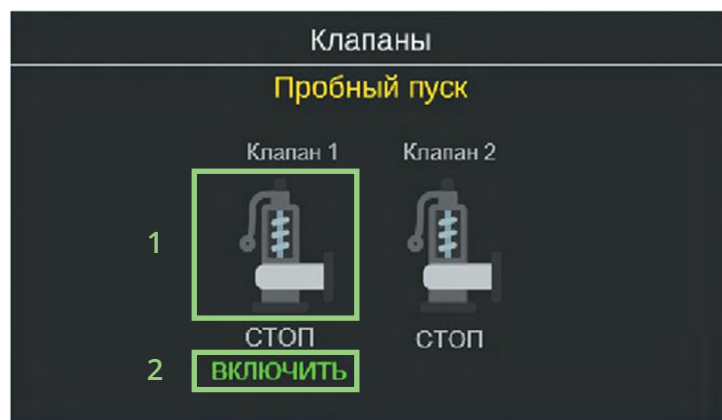 Клапаны
Пробный пуск
Клапан 1 Клапан 2
1
СТОП СТОП
2 ВКЛЮЧИТЬ